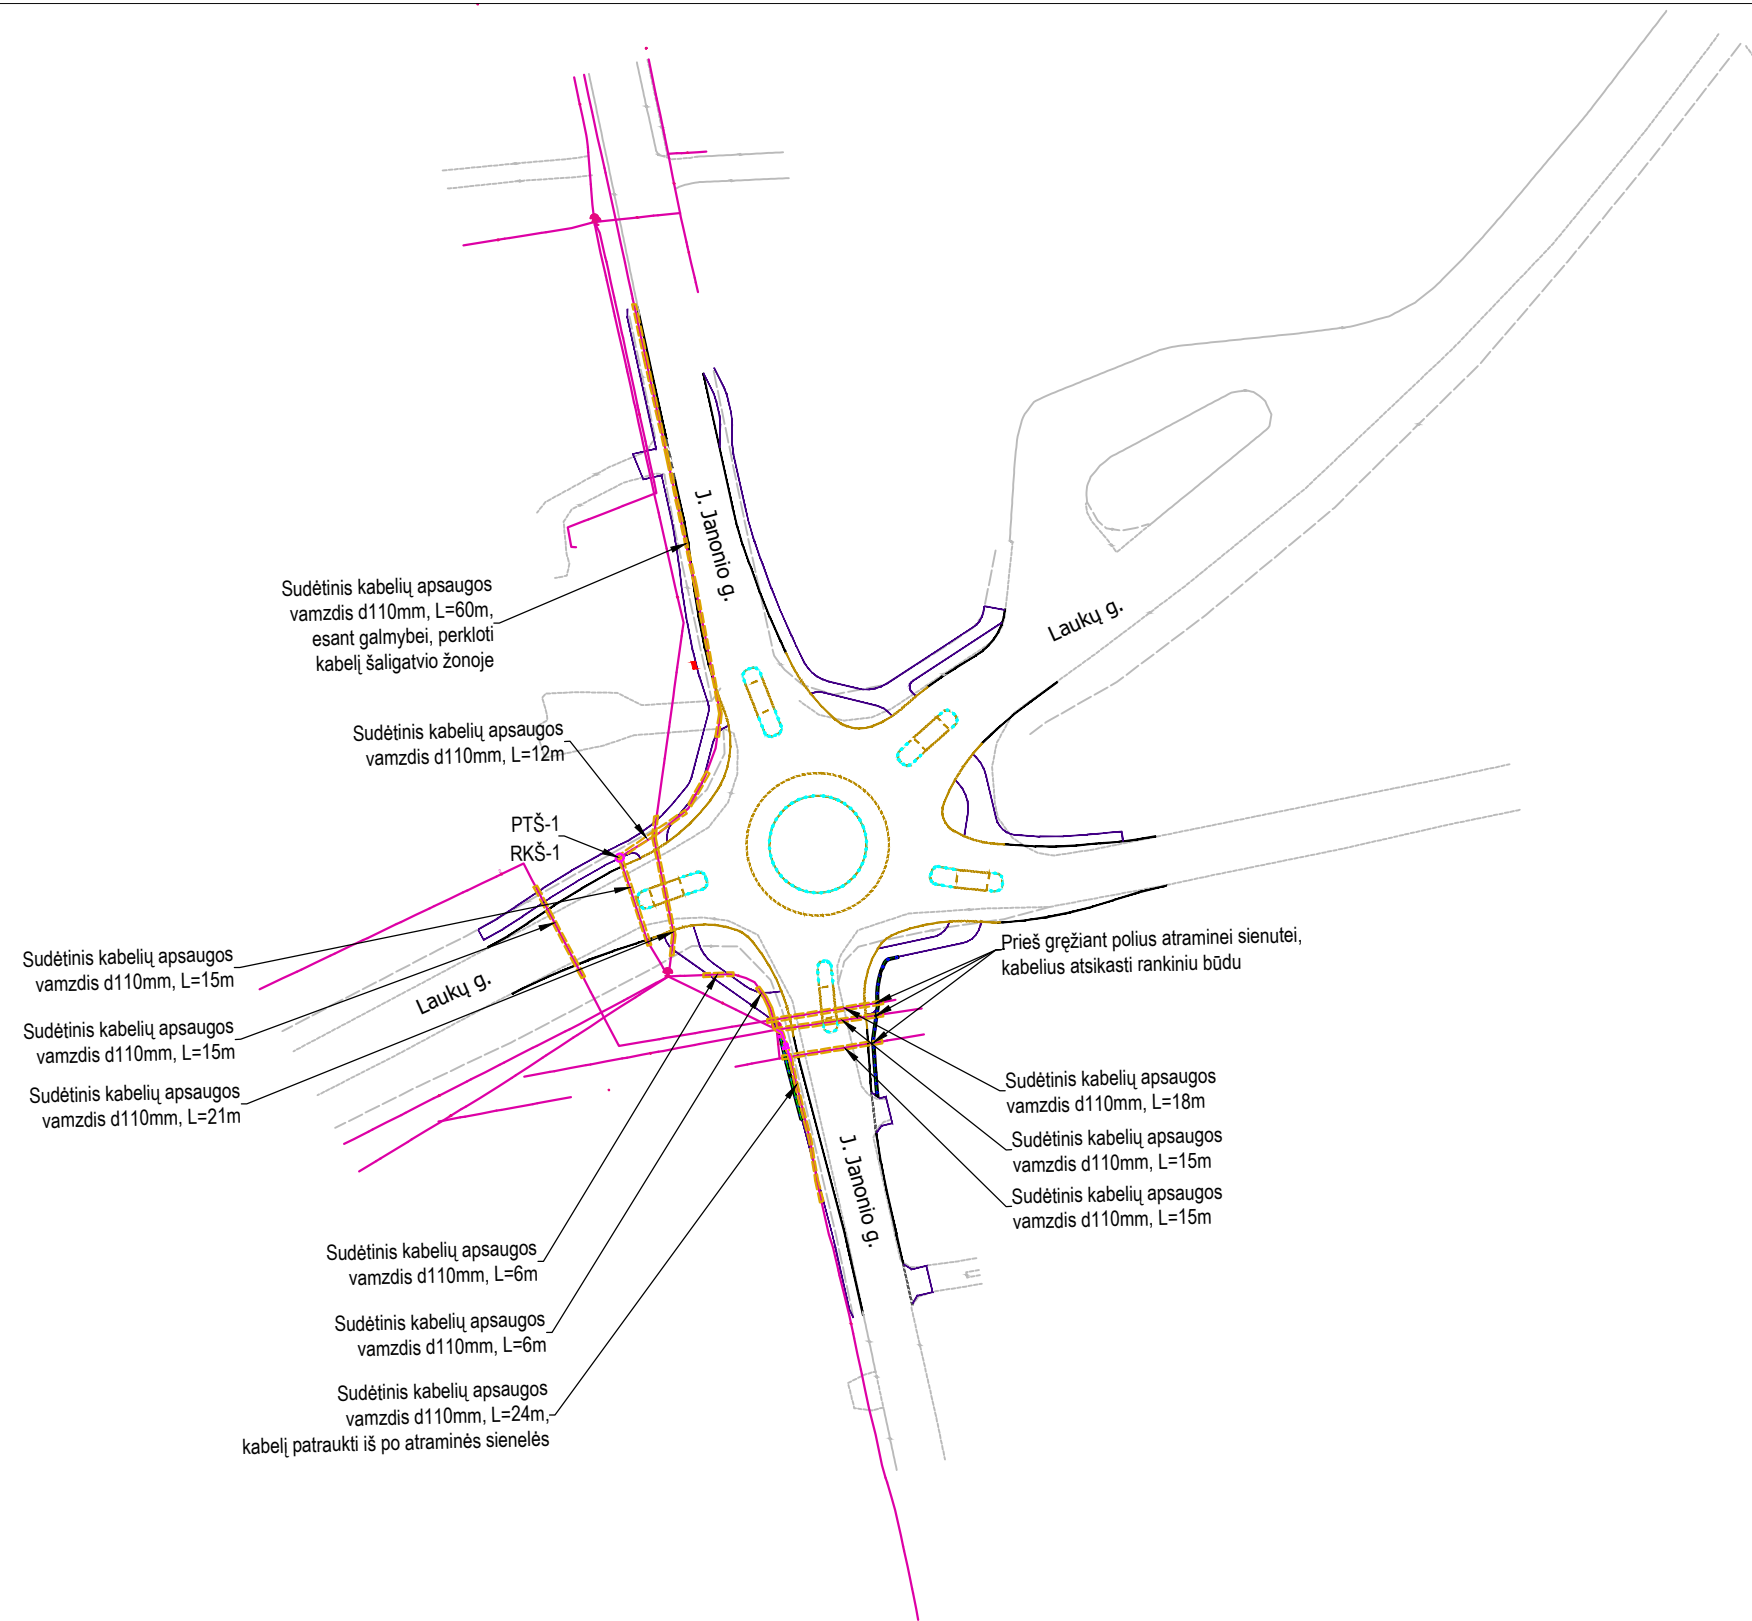 J. Janonio g.
Sudėtinis kabelių apsaugos
vamzdis d110mm, L=60m,
esant galmybei, perkloti
kabelį šaligatvio žonoje
Laukų g.
Sudėtinis kabelių apsaugos
vamzdis d110mm, L=12m
PTŠ-1
RKŠ-1
Sudėtinis kabelių apsaugos
vamzdis d110mm, L=15m
Sudėtinis kabelių apsaugos
vamzdis d110mm, L=15m
Sudėtinis kabelių apsaugos
vamzdis d110mm, L=21m
Laukų g.
Prieš gręžiant polius atraminei sienutei,
kabelius atsikasti rankiniu būdu
Sudėtinis kabelių apsaugos
vamzdis d110mm, L=18m
Sudėtinis kabelių apsaugos
vamzdis d110mm, L=15m
Sudėtinis kabelių apsaugos
vamzdis d110mm, L=15m
J. Janonio g.
Sudėtinis kabelių apsaugos
vamzdis d110mm, L=6m
Sudėtinis kabelių apsaugos
vamzdis d110mm, L=6m
Sudėtinis kabelių apsaugos
vamzdis d110mm, L=24m,
kabelį patraukti iš po atraminės sienelės